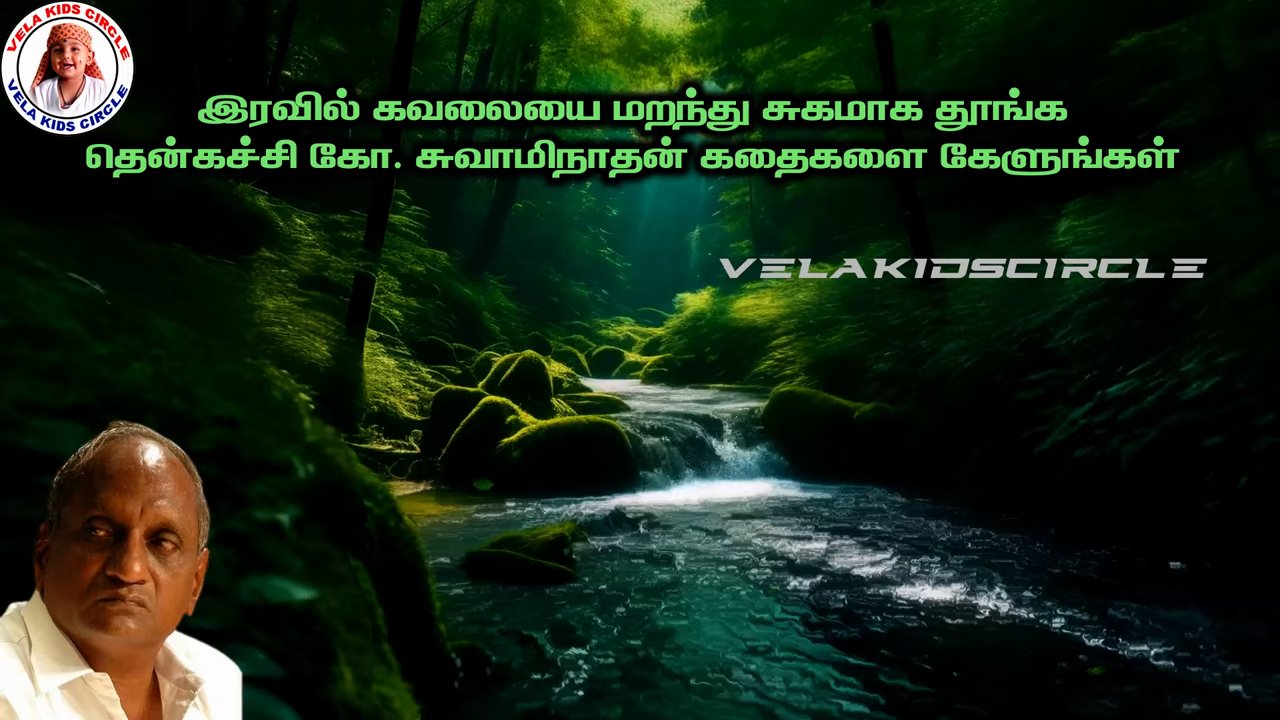 VELA KIDS CIRCLE
VELA KIDS CIRCLE
இரவில் கவலையை மறந்து சுகமாக தூங்க
தென்கச்சி கோ. சுவாமிநாதன் கதைகளை கேளுங்கள்
VELAKIDSCIRCLE